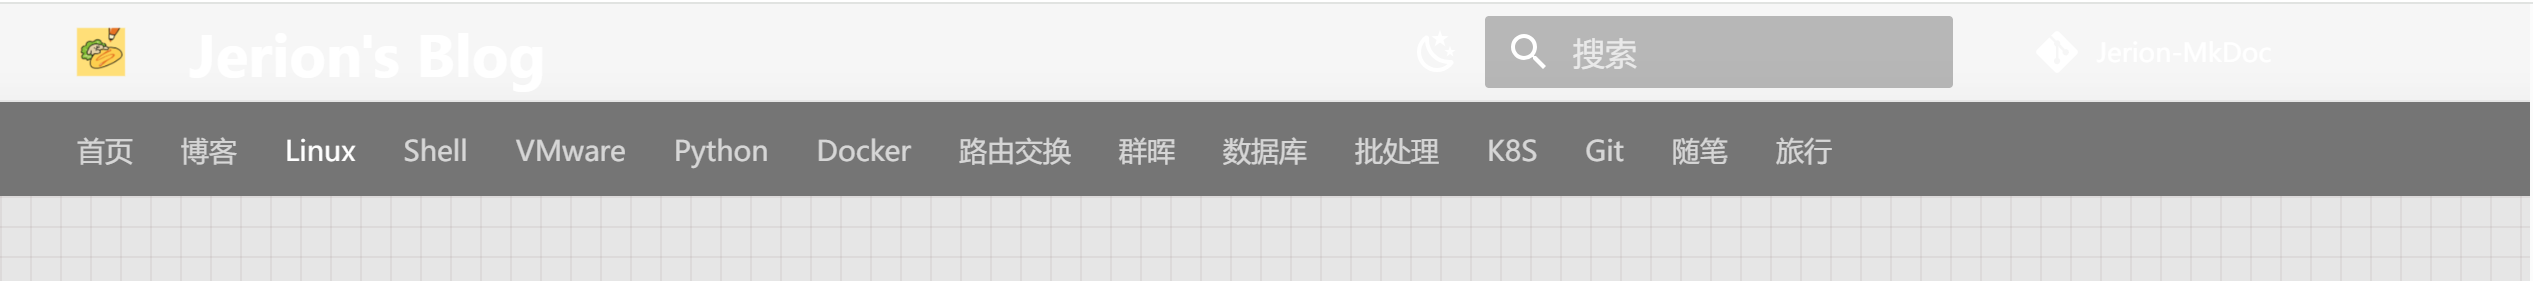 Jerion's Blog 搜索 Jerion-MkDoc
首页 博客 Linux Shell VMware Python Docker 路由交换 群晖 数据库 批处理 K8S Git 随笔 旅行